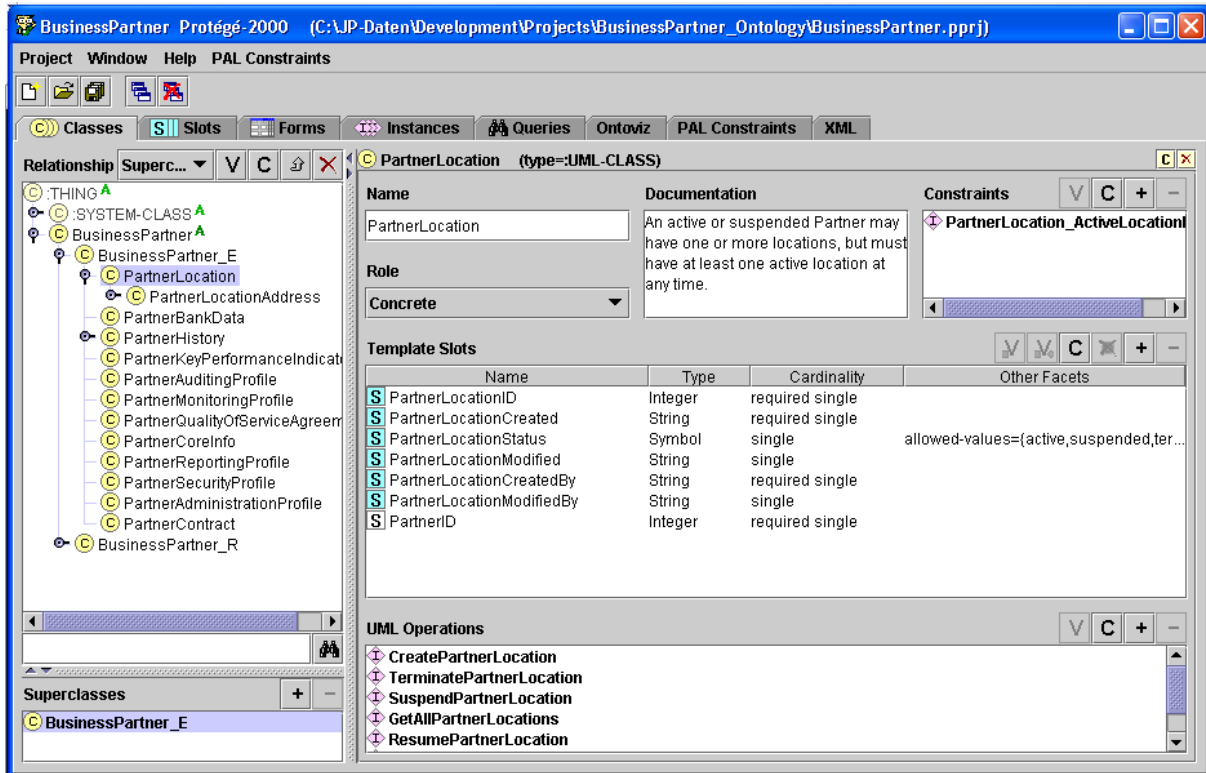 BusinessPartner Protégé-2000 (C:\JP-Daten\Development\Projects\BusinessPartner_Ontology\BusinessPartner.pprj)
Project Window Help PAL Constraints
C Classes S Slots Forms I Instances Queries Ontoviz PAL Constraints XML
Relationship Superc... V C
C :THING A
C :SYSTEM-CLASS A
C BusinessPartner A
C BusinessPartner_E
C PartnerLocation
C PartnerLocationAddress
C PartnerBankData
C PartnerHistory
C PartnerKeyPerformanceIndicat
C PartnerAuditingProfile
C PartnerMonitoringProfile
C PartnerQualityOfServiceAgreem
C PartnerCoreInfo
C PartnerReportingProfile
C PartnerSecurityProfile
C PartnerAdministrationProfile
C PartnerContract
C BusinessPartner_R
Superclasses + −
C BusinessPartner_E
C PartnerLocation (type=:UML-CLASS) C ×
Name
PartnerLocation
Role
Concrete
Documentation
An active or suspended Partner may
have one or more locations, but must
have at least one active location at
any time.
Constraints V C + −
I PartnerLocation_ActiveLocation
Template Slots V V C + −
Name Type Cardinality Other Facets
S PartnerLocationID Integer required single
S PartnerLocationCreated String required single
S PartnerLocationStatus Symbol single allowed-values={active,suspended,ter...
S PartnerLocationModified String single
S PartnerLocationCreatedBy String required single
S PartnerLocationModifiedBy String single
S PartnerID Integer required single
UML Operations V C + −
I CreatePartnerLocation
I TerminatePartnerLocation
I SuspendPartnerLocation
I GetAllPartnerLocations
I ResumePartnerLocation